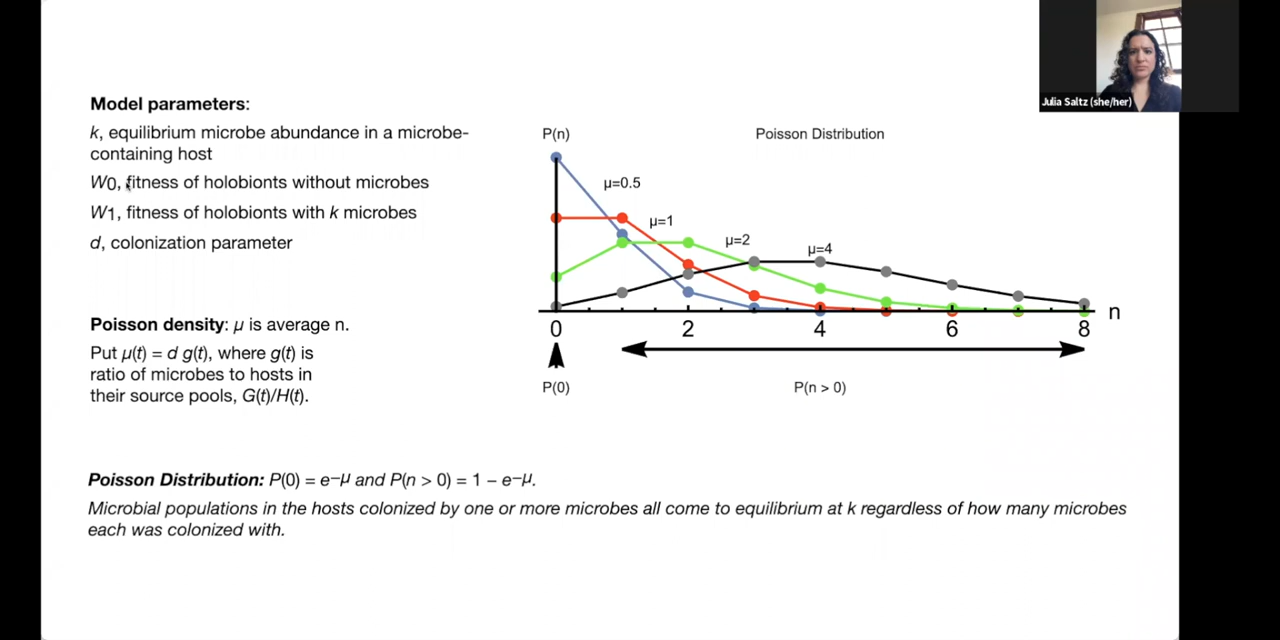 Julia Saltz (she/her)
Model parameters:
k, equilibrium microbe abundance in a microbe-
containing host
W0, fitness of holobionts without microbes
W1, fitness of holobionts with k microbes
d, colonization parameter
Poisson density: μ is average n.
Put μ(t) = d g(t), where g(t) is
ratio of microbes to hosts in
their source pools, G(t)/H(t).
P(n)
Poisson Distribution
μ=0.5
μ=1
μ=2
μ=4
n
0 2 4 6 8
P(0)
P(n > 0)
Poisson Distribution: P(0) = e−μ and P(n > 0) = 1 − e−μ.
Microbial populations in the hosts colonized by one or more microbes all come to equilibrium at k regardless of how many microbes
each was colonized with.